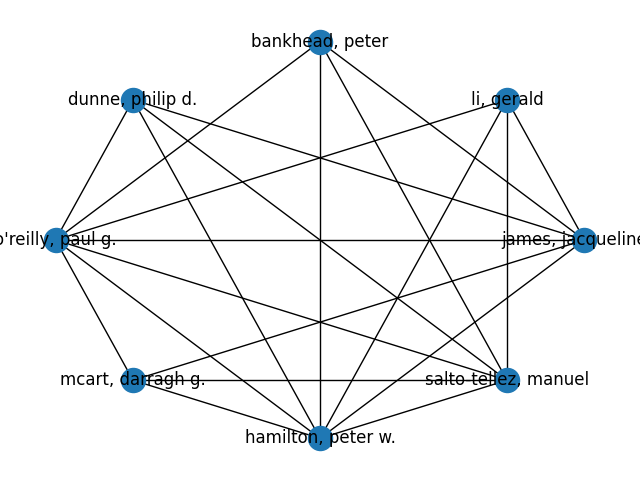 bankhead, peter
dunne, philip d.
li, gerald
o'reilly, paul g.
james, jacqueline
mcart, darragh g.
salto-tellez, manuel
hamilton, peter w.